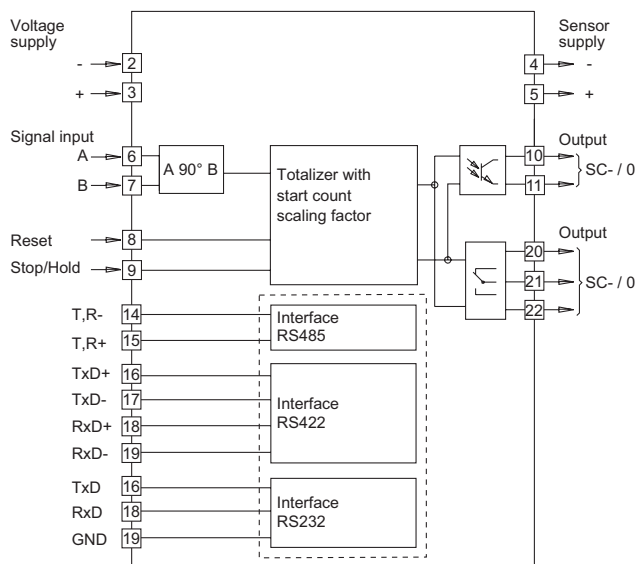 Voltage
supply
- 2
+ 3
Sensor
supply
4 -
5 +
Signal input
A 6
B 7
A 90° B
Totalizer with
start count
scaling factor
Output
10
11
SC- / 0
Reset 8
Stop/Hold 9
Output
20
21
22
SC- / 0
T,R- 14
T,R+ 15
Interface
RS485
TxD+ 16
TxD- 17
RxD+ 18
RxD- 19
Interface
RS422
TxD 16
RxD 18
GND 19
Interface
RS232